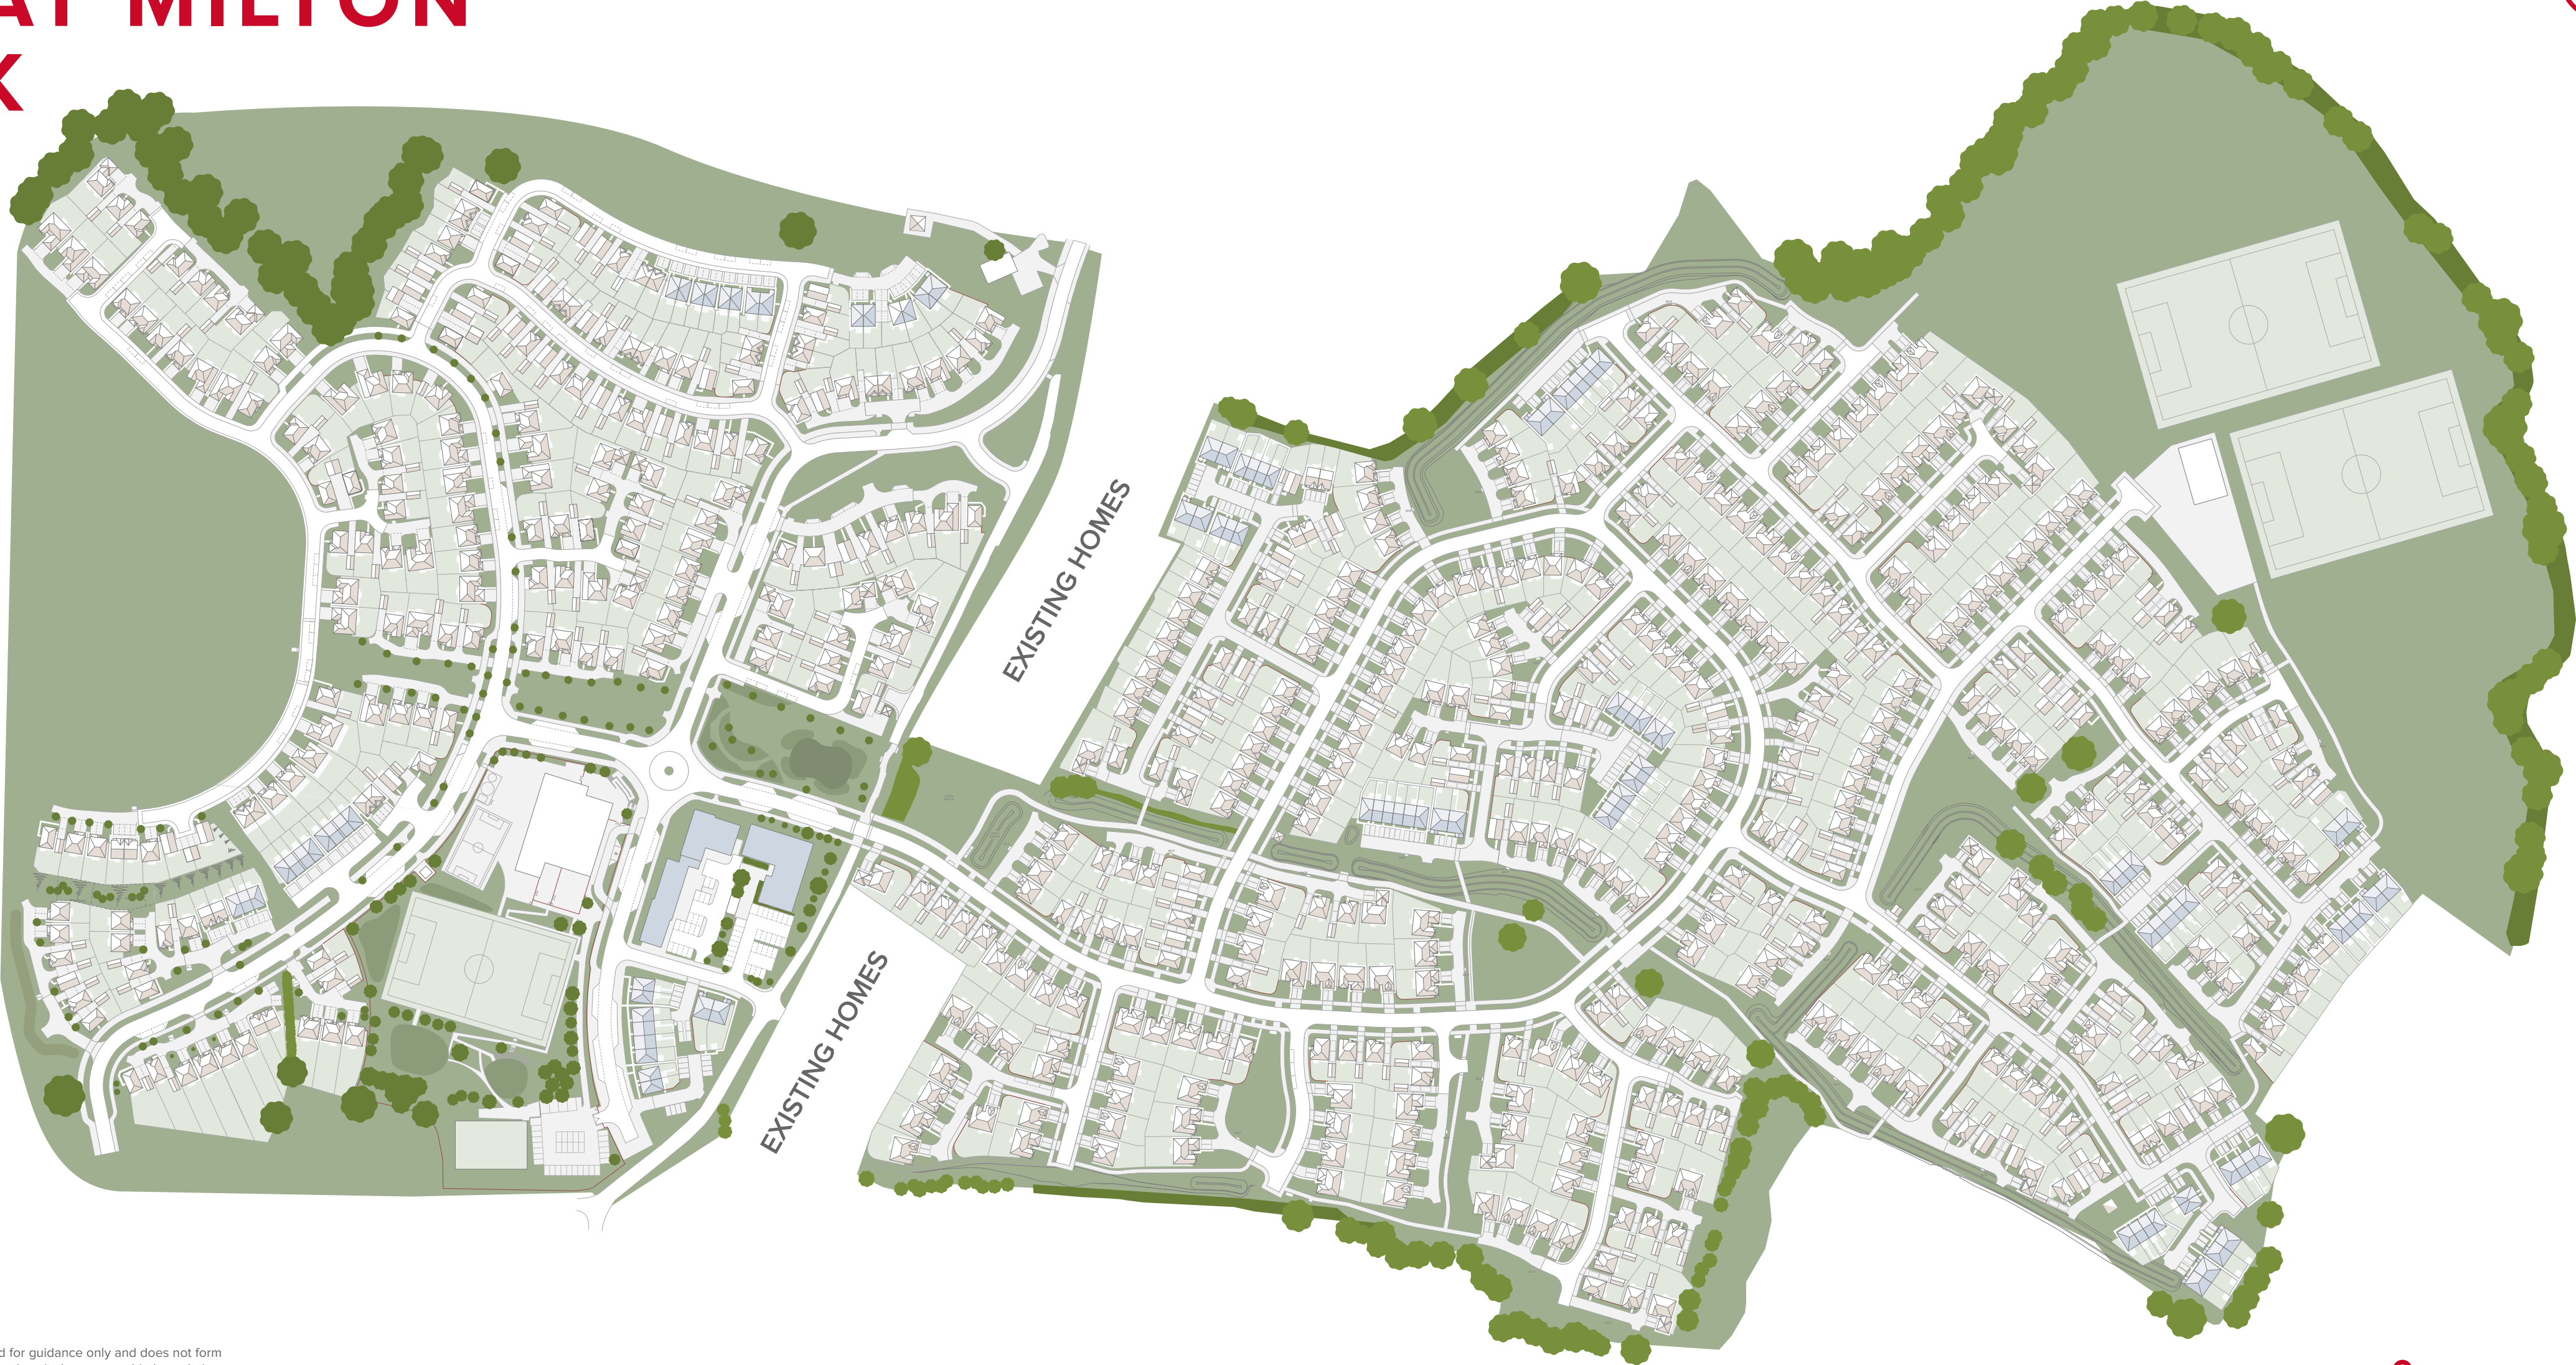 AT MILTON
K
EXISTING HOMES
EXISTING HOMES
d for guidance only and does not form